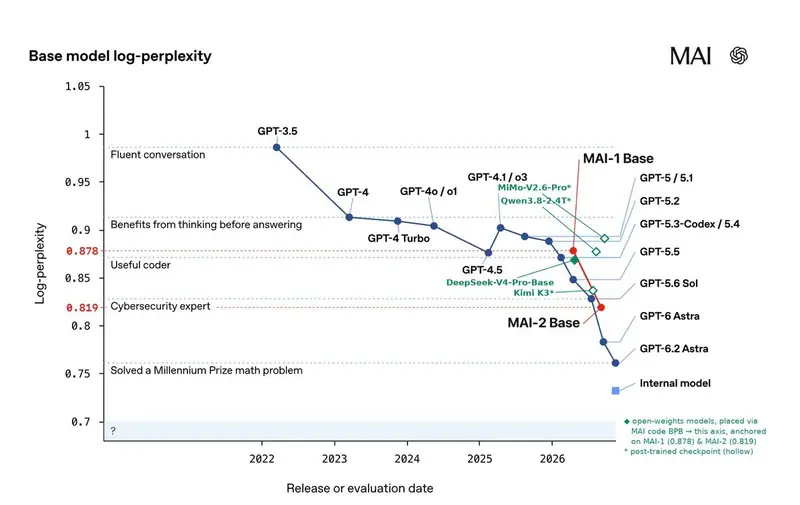 Base model log-perplexity
MAI
1.05
1
0.95
0.9
0.878
0.85
0.819
0.8
0.75
0.7
Log-perplexity
Fluent conversation
Benefits from thinking before answering
Useful coder
Cybersecurity expert
Solved a Millennium Prize math problem
?
GPT-3.5
GPT-4
GPT-4 Turbo
GPT-4o / o1
GPT-4.5
GPT-4.1 / o3
MiMo-V2.6-Pro*
Qwen3.8-2.4T*
DeepSeek-V4-Pro-Base
Kimi K3*
MAI-1 Base
MAI-2 Base
GPT-5 / 5.1
GPT-5.2
GPT-5.3-Codex / 5.4
GPT-5.5
GPT-5.6 Sol
GPT-6 Astra
GPT-6.2 Astra
Internal model
◆ open-weights models, placed via
MAI code BPB → this axis, anchored
on MAI-1 (0.878) & MAI-2 (0.819)
* post-trained checkpoint (hollow)
2022
2023
2024
2025
2026
Release or evaluation date